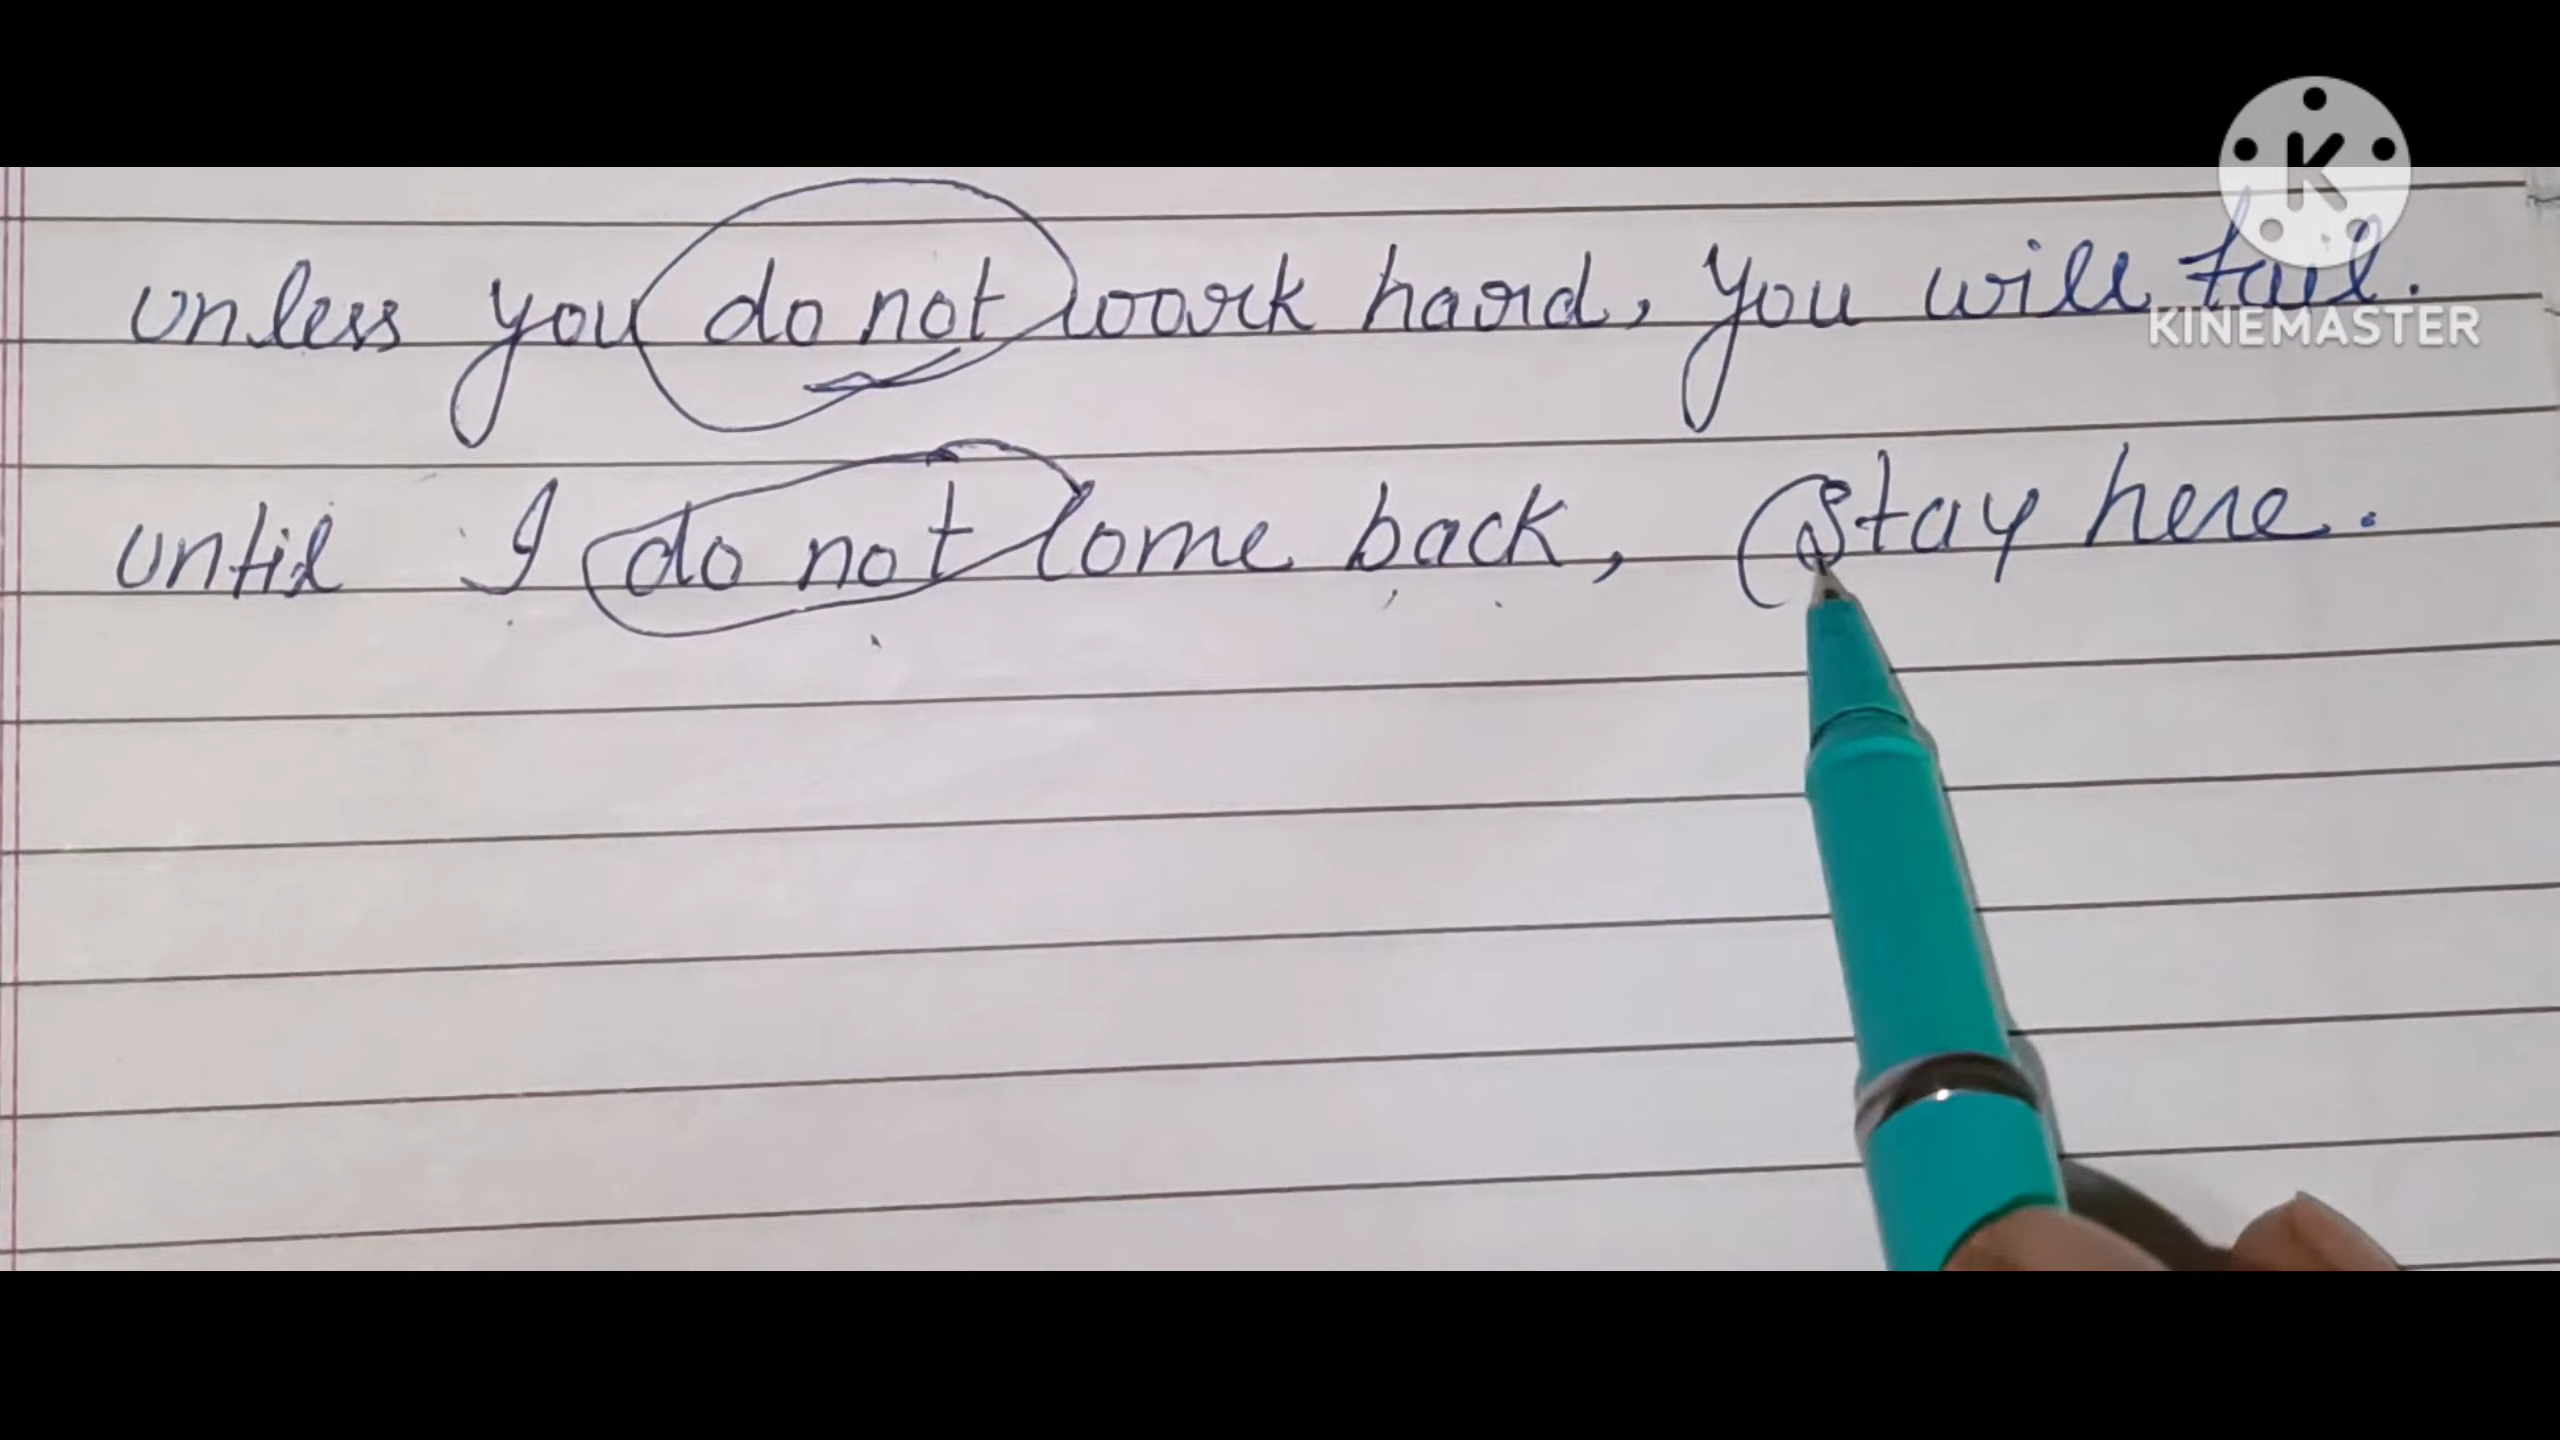 unless you do not work hard, you will fail.
until I do not come back, stay here.
KINEMASTER